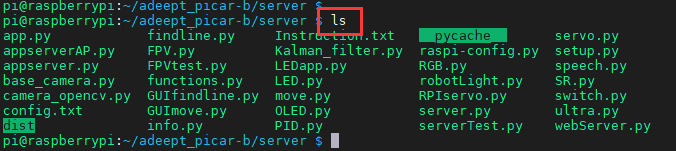 pi@raspberrypi:~/adeept_picar-b/server $
pi@raspberrypi:~/adeept_picar-b/server $ ls
app.py findline.py Instruction.txt __pycache__ servo.py
appserverAP.py FPV.py Kalman_filter.py raspi-config.py setup.py
appserver.py FPVtest.py LEDapp.py RGB.py speech.py
base_camera.py functions.py LED.py robotLight.py SR.py
camera_opencv.py GUIfindline.py move.py RPIservo.py switch.py
config.txt GUImove.py OLED.py server.py ultra.py
dist info.py PID.py serverTest.py webServer.py
pi@raspberrypi:~/adeept_picar-b/server $